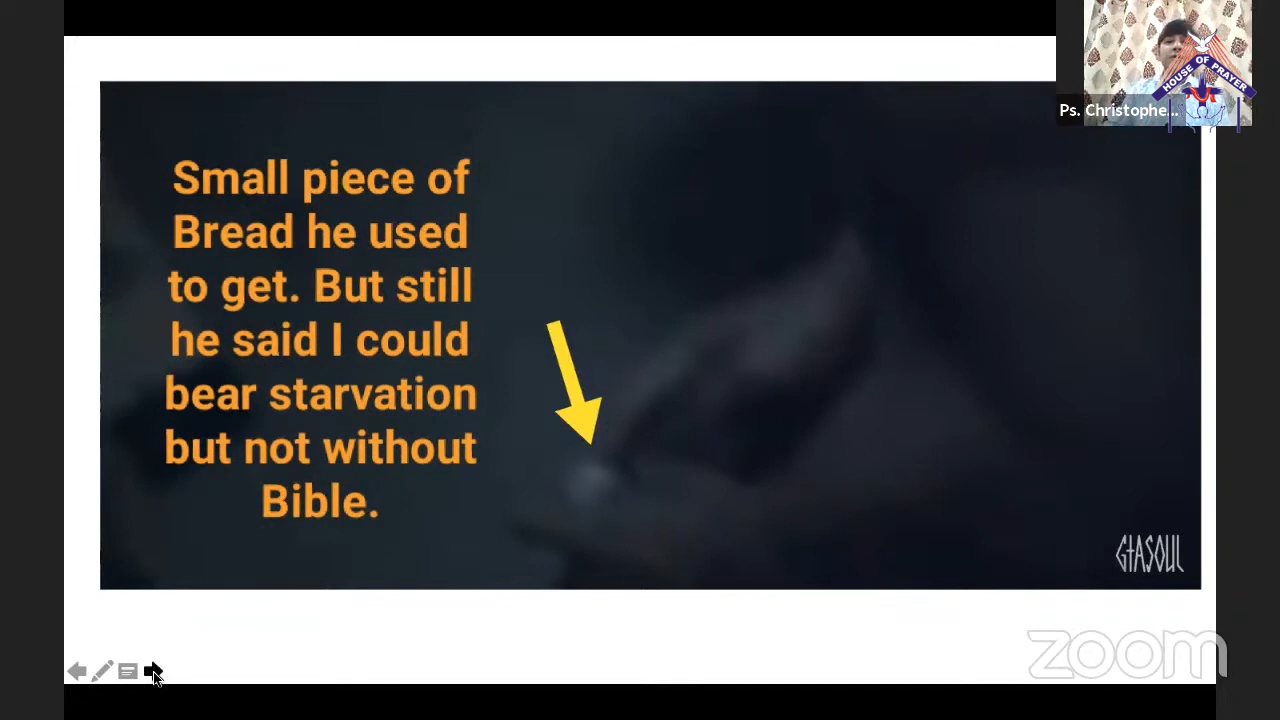 Small piece of
Bread he used
to get. But still
he said I could
bear starvation
but not without
Bible.
HOUSE OF PRAYER
Ps. Christophe...
GTASOUL
zoom